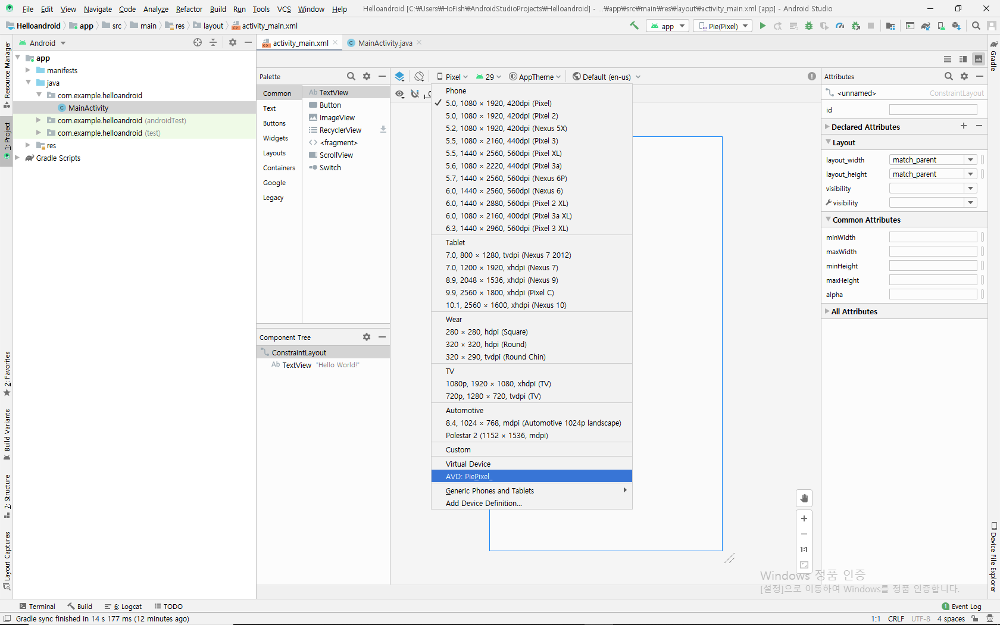 File Edit View Navigate Code Analyze Refactor Build Run Tools VCS Window Help Helloandroid [C:₩Users₩HoFish₩AndroidStudioProjects₩Helloandroid] - ...₩app₩src₩main₩res₩layout₩activity_main.xml [app] - Android Studio
Helloandroid app src main res layout activity_main.xml app Pie(Pixel)
Android activity_main.xml MainActivity.java
app
manifests
java
com.example.helloandroid
MainActivity
com.example.helloandroid (androidTest)
com.example.helloandroid (test)
res
Gradle Scripts
Resource Manager
1: Project
2: Favorites
Build Variants
7: Structure
Layout Captures
Palette
Common
Text
Buttons
Widgets
Layouts
Containers
Google
Legacy
Ab TextView
Button
ImageView
RecyclerView
<fragment>
ScrollView
Switch
Component Tree
ConstraintLayout
Ab TextView "Hello World!"
Pixel 29 AppTheme Default (en-us)
Phone
5.0, 1080 × 1920, 420dpi (Pixel)
5.0, 1080 × 1920, 420dpi (Pixel 2)
5.2, 1080 × 1920, 420dpi (Nexus 5X)
5.5, 1080 × 2160, 440dpi (Pixel 3)
5.5, 1440 × 2560, 560dpi (Pixel XL)
5.6, 1080 × 2220, 440dpi (Pixel 3a)
5.7, 1440 × 2560, 560dpi (Nexus 6P)
6.0, 1440 × 2560, 560dpi (Nexus 6)
6.0, 1440 × 2880, 560dpi (Pixel 2 XL)
6.0, 1080 × 2160, 400dpi (Pixel 3a XL)
6.3, 1440 × 2960, 560dpi (Pixel 3 XL)
Tablet
7.0, 800 × 1280, tvdpi (Nexus 7 2012)
7.0, 1200 × 1920, xhdpi (Nexus 7)
8.9, 2048 × 1536, xhdpi (Nexus 9)
9.9, 2560 × 1800, xhdpi (Pixel C)
10.1, 2560 × 1600, xhdpi (Nexus 10)
Wear
280 × 280, hdpi (Square)
320 × 320, hdpi (Round)
320 × 290, tvdpi (Round Chin)
TV
1080p, 1920 × 1080, xhdpi (TV)
720p, 1280 × 720, tvdpi (TV)
Automotive
8.4, 1024 × 768, mdpi (Automotive 1024p landscape)
Polestar 2 (1152 × 1536, mdpi)
Custom
Virtual Device
AVD: PiePixel_
Generic Phones and Tablets
Add Device Definition...
1:1
Attributes
<unnamed> ConstraintLayout
id
Declared Attributes
Layout
layout_width match_parent
layout_height match_parent
visibility
visibility
Common Attributes
minWidth
maxWidth
minHeight
maxHeight
alpha
All Attributes
Gradle
Device File Explorer
Windows 정품 인증
[설정]으로 이동하여 Windows를 정품 인증합니다.
Terminal Build 6: Logcat TODO 1 Event Log
Gradle sync finished in 14 s 177 ms (12 minutes ago) 1:1 CRLF UTF-8 4 spaces